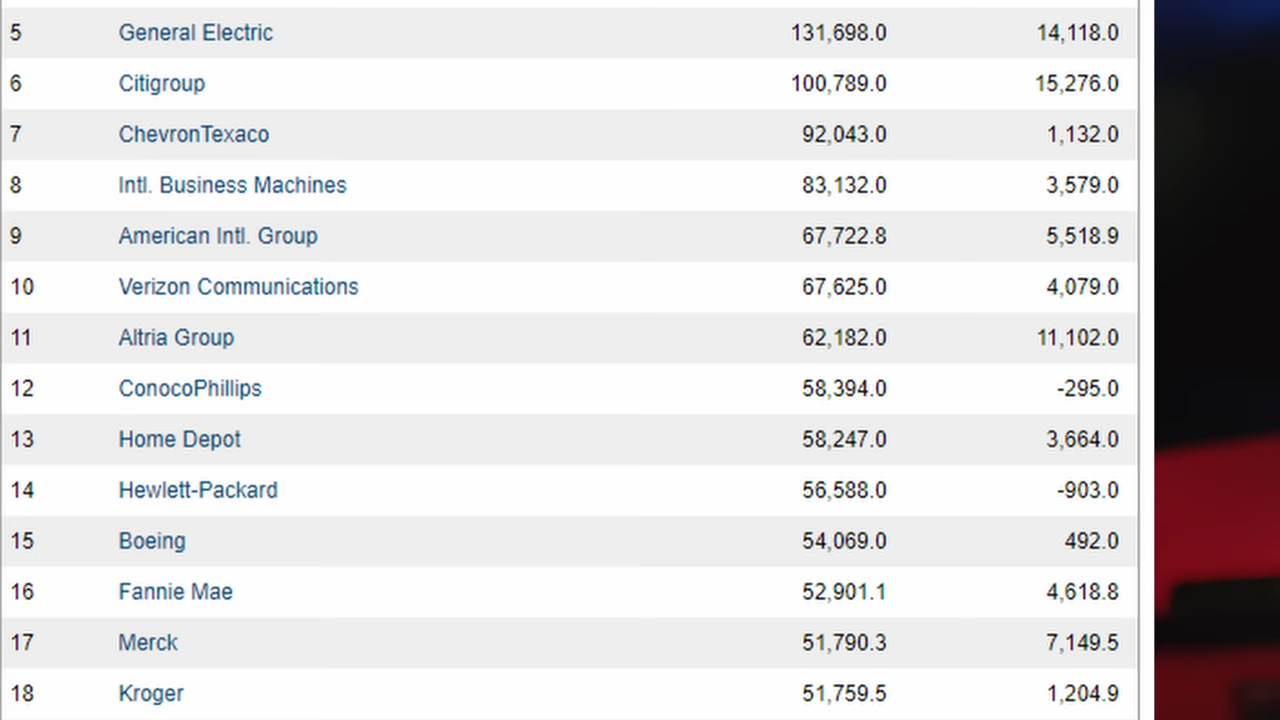 5 General Electric 131,698.0 14,118.0
6 Citigroup 100,789.0 15,276.0
7 ChevronTexaco 92,043.0 1,132.0
8 Intl. Business Machines 83,132.0 3,579.0
9 American Intl. Group 67,722.8 5,518.9
10 Verizon Communications 67,625.0 4,079.0
11 Altria Group 62,182.0 11,102.0
12 ConocoPhillips 58,394.0 -295.0
13 Home Depot 58,247.0 3,664.0
14 Hewlett-Packard 56,588.0 -903.0
15 Boeing 54,069.0 492.0
16 Fannie Mae 52,901.1 4,618.8
17 Merck 51,790.3 7,149.5
18 Kroger 51,759.5 1,204.9